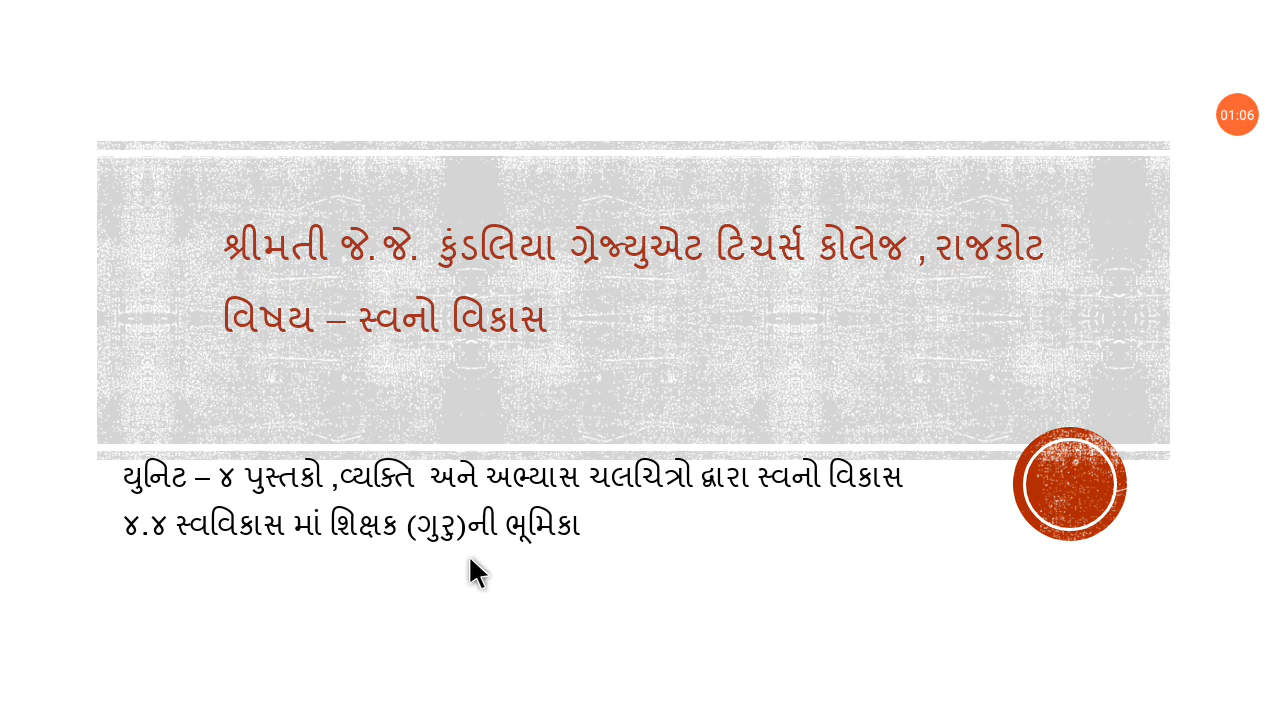 01:06
શ્રીમતી જે.જે. કુંડલિયા ગ્રેજ્યુએટ ટિચર્સ કોલેજ , રાજકોટ
વિષય – સ્વનો વિકાસ
યુનિટ – ૪ પુસ્તકો ,વ્યક્તિ અને અભ્યાસ ચલચિત્રો દ્વારા સ્વનો વિકાસ
૪.૪ સ્વવિકાસ માં શિક્ષક (ગુરુ)ની ભૂમિકા